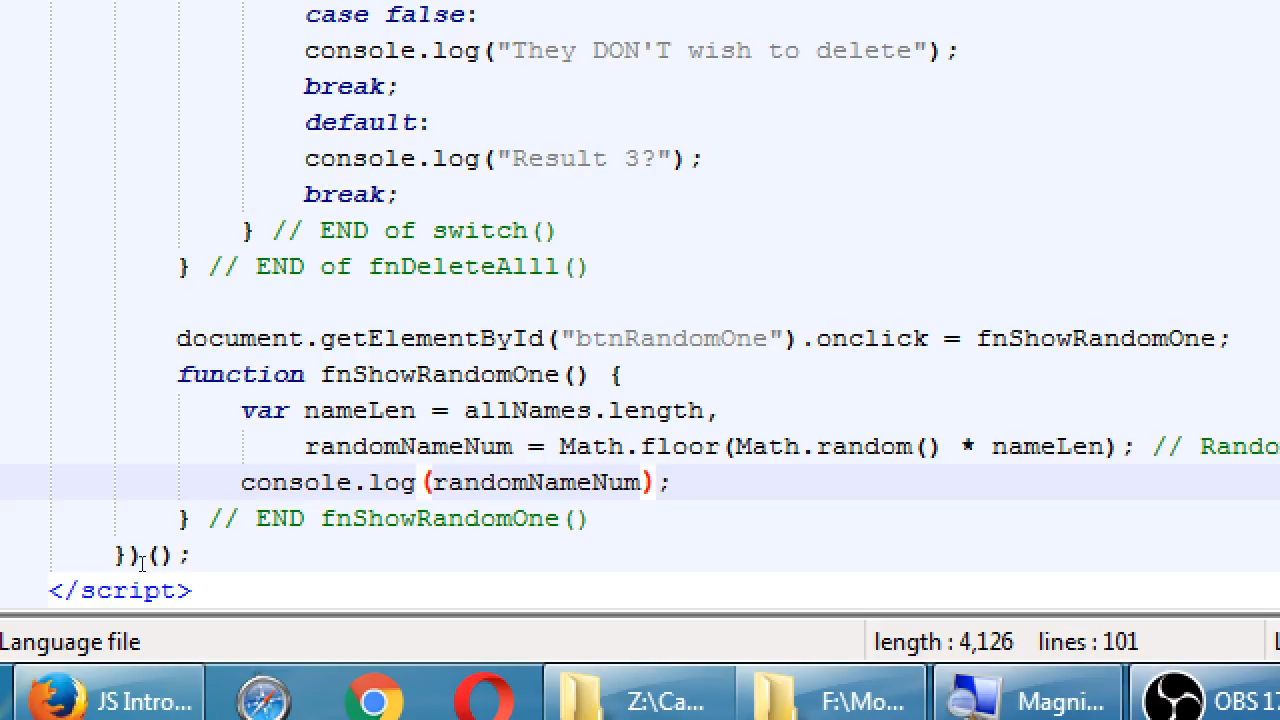 case false:
console.log("They DON'T wish to delete");
break;
default:
console.log("Result 3?");
break;
} // END of switch()
} // END of fnDeleteAlll()
document.getElementById("btnRandomOne").onclick = fnShowRandomOne;
function fnShowRandomOne() {
var nameLen = allNames.length,
randomNameNum = Math.floor(Math.random() * nameLen); // Rando
console.log(randomNameNum);
} // END fnShowRandomOne()
})();
</script>
Language file length : 4,126 lines : 101
JS Intro... Z:\Ca... F:\Mo... Magni... OBS 1